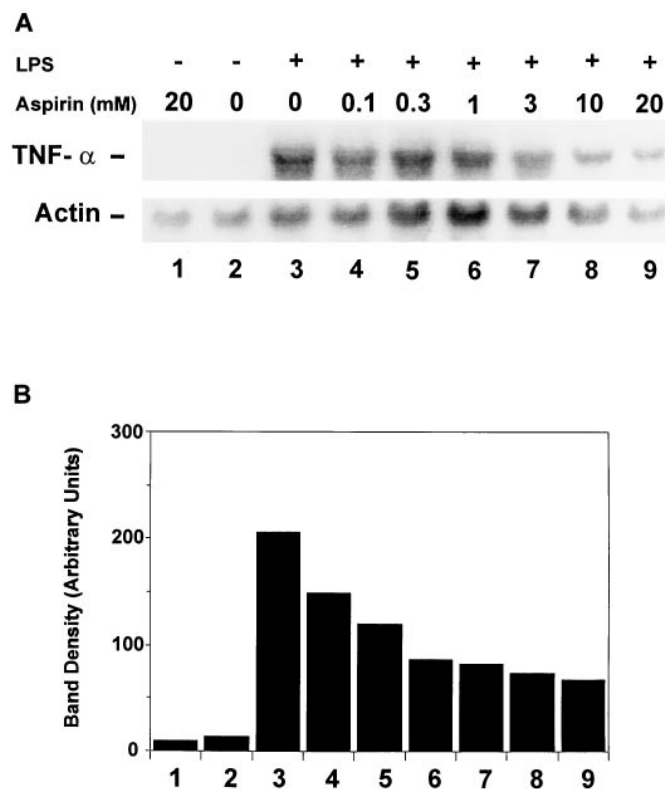 A
LPS - - + + + + + + +
Aspirin (mM) 20 0 0 0.1 0.3 1 3 10 20
TNF- α –
Actin –
1 2 3 4 5 6 7 8 9
B
300
200
100
0
Band Density (Arbitrary Units)
1 2 3 4 5 6 7 8 9